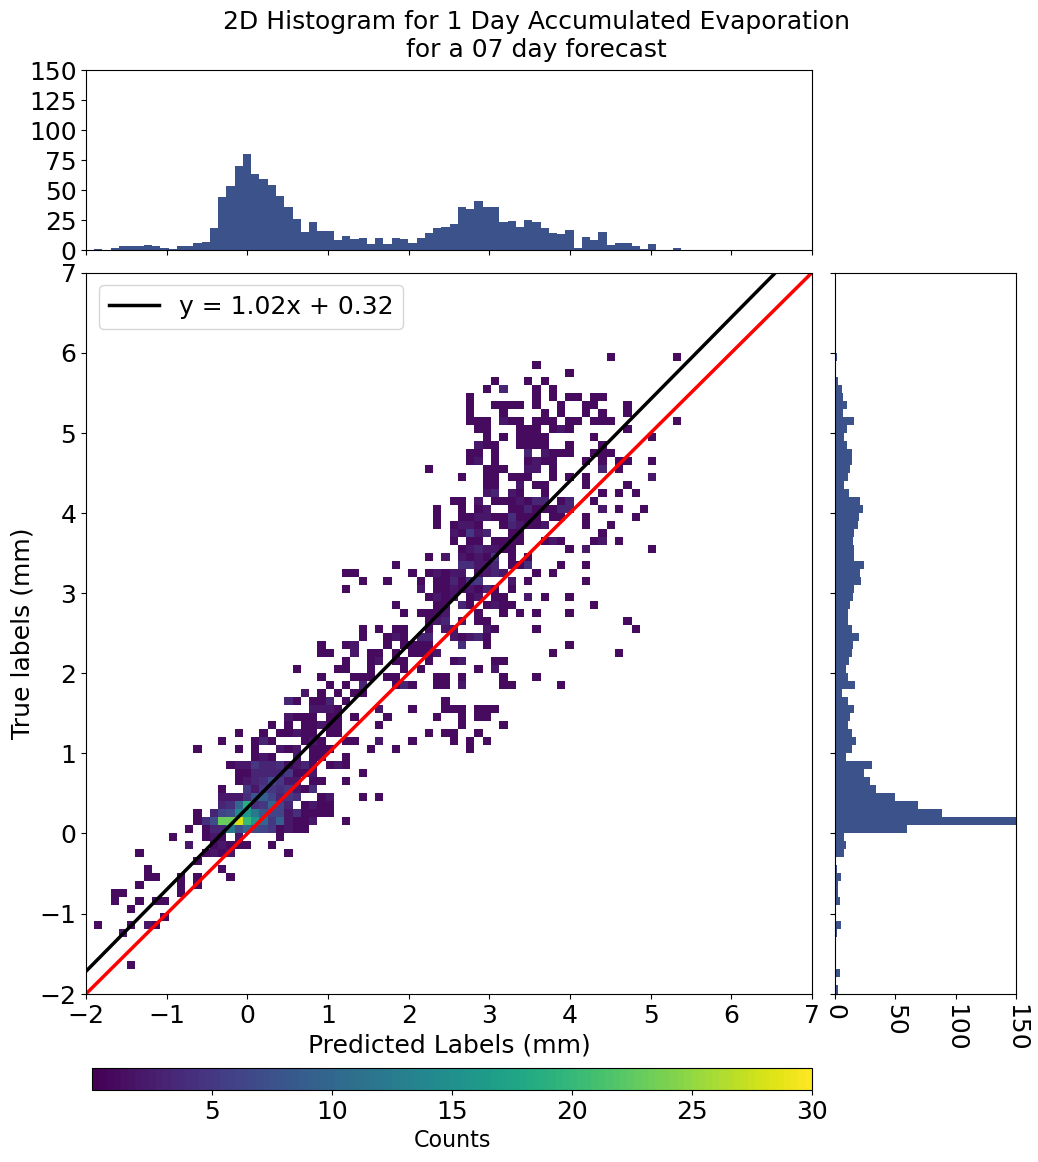 2D Histogram for 1 Day Accumulated Evaporation
for a 07 day forecast
150
125
100
75
50
25
0
7
6
5
4
3
2
1
0
−1
−2
True labels (mm)
y = 1.02x + 0.32
−2 −1 0 1 2 3 4 5 6 7
Predicted Labels (mm)
0 50 100 150
5 10 15 20 25 30
Counts